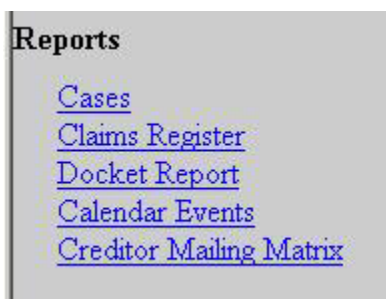 Reports
Cases
Claims Register
Docket Report
Calendar Events
Creditor Mailing Matrix